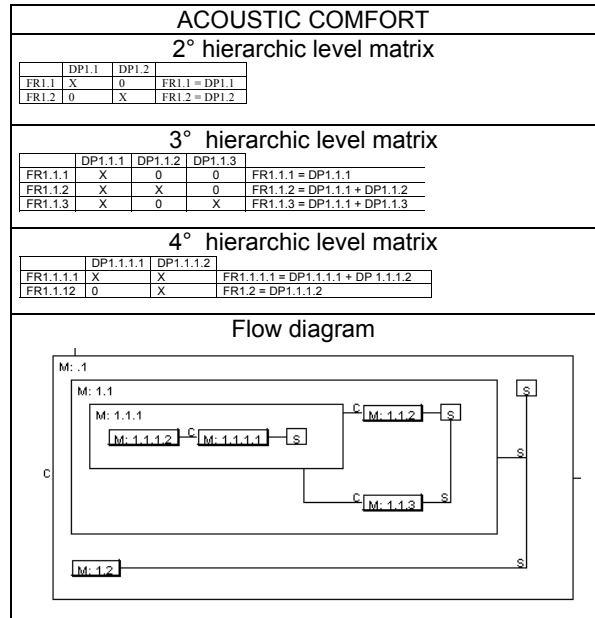 ACOUSTIC COMFORT
2° hierarchic level matrix
DP1.1 DP1.2
FR1.1 X 0 FR1.1 = DP1.1
FR1.2 0 X FR1.2 = DP1.2
3° hierarchic level matrix
DP1.1.1 DP1.1.2 DP1.1.3
FR1.1.1 X 0 0 FR1.1.1 = DP1.1.1
FR1.1.2 X X 0 FR1.1.2 = DP1.1.1 + DP1.1.2
FR1.1.3 X 0 X FR1.1.3 = DP1.1.1 + DP1.1.3
4° hierarchic level matrix
DP1.1.1.1 DP1.1.1.2
FR1.1.1.1 X X FR1.1.1.1 = DP1.1.1.1 + DP 1.1.1.2
FR1.1.12 0 X FR1.2 = DP1.1.1.2
Flow diagram
M: .1
M: 1.1
S
M: 1.1.1
C M: 1.1.2 S
M: 1.1.1.2 C M: 1.1.1.1 S
S
C
C M: 1.1.3 S
M: 1.2 S